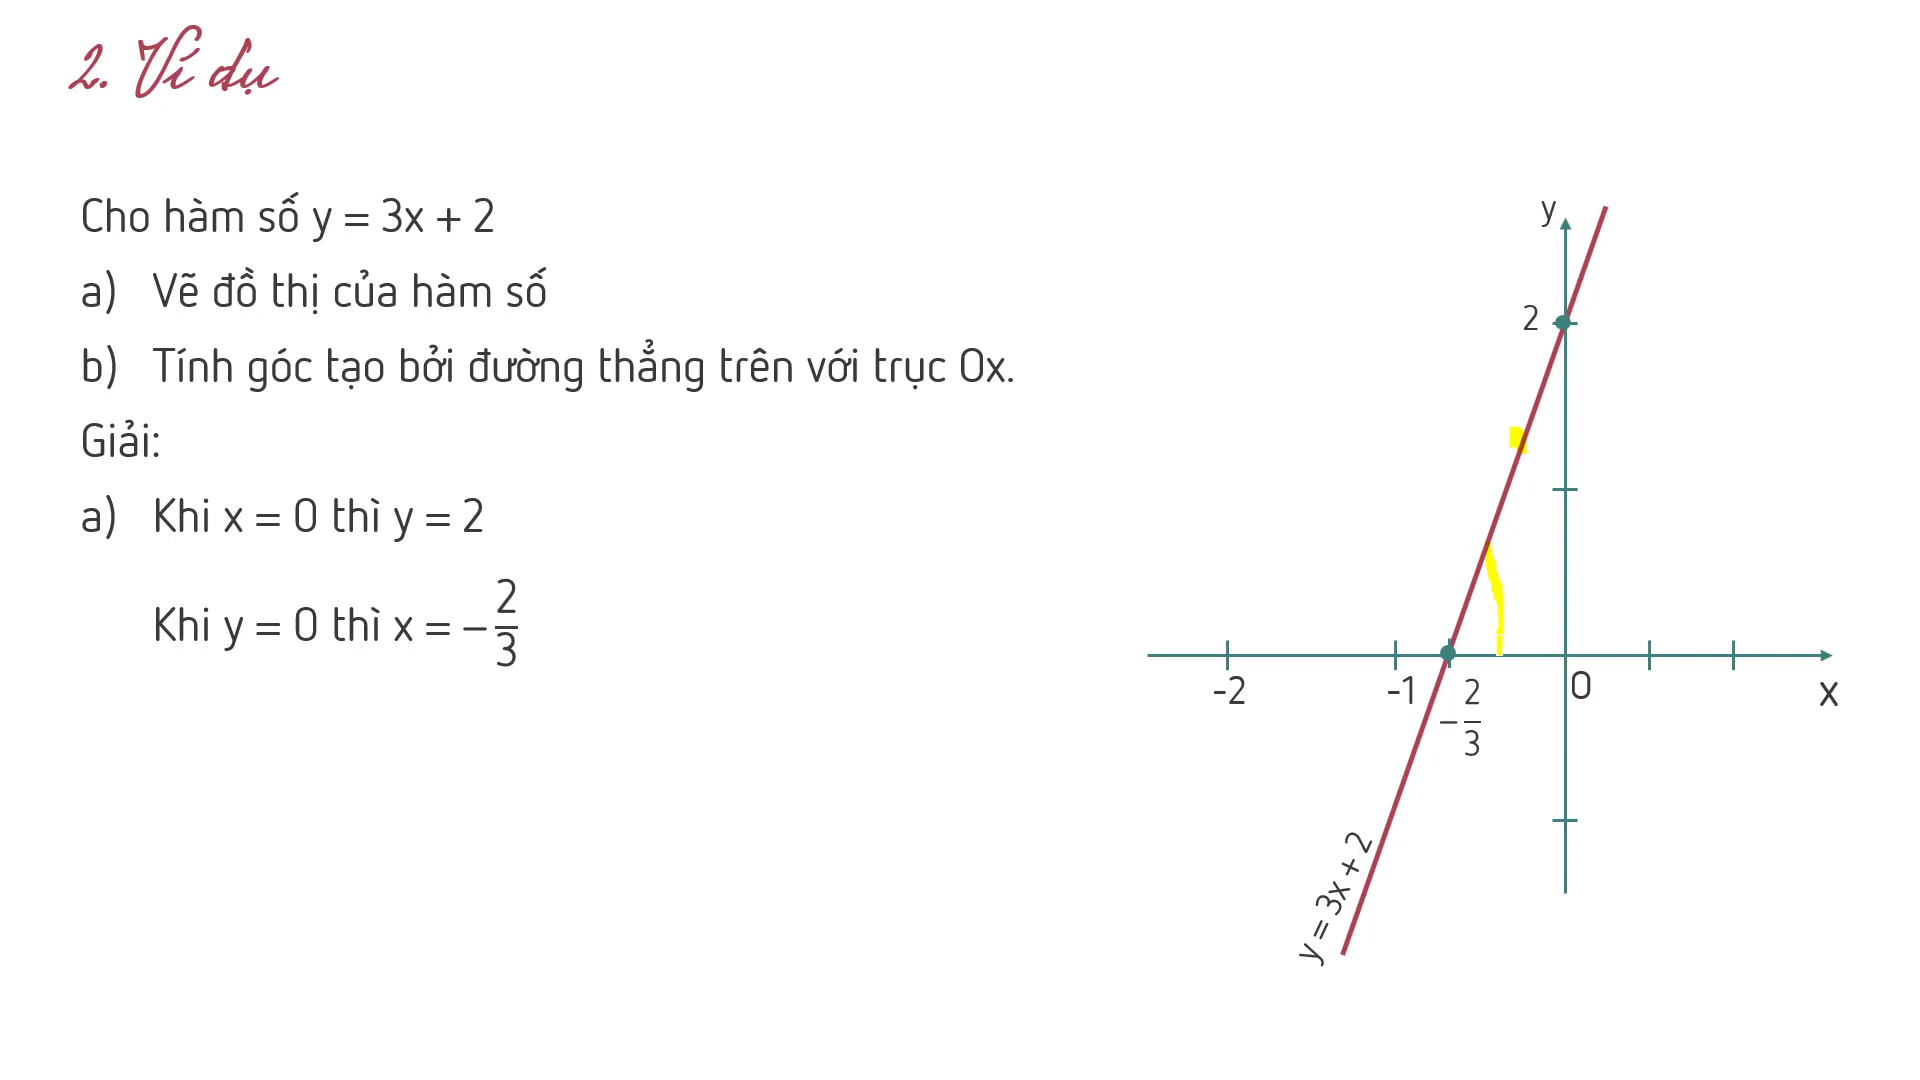 2. Ví dụ
Cho hàm số y = 3x + 2
a) Vẽ đồ thị của hàm số
b) Tính góc tạo bởi đường thẳng trên với trục Ox.
Giải:
a) Khi x = 0 thì y = 2
Khi y = 0 thì x = −2/3
y
2
-2
-1
−2/3
0
x
y = 3x + 2